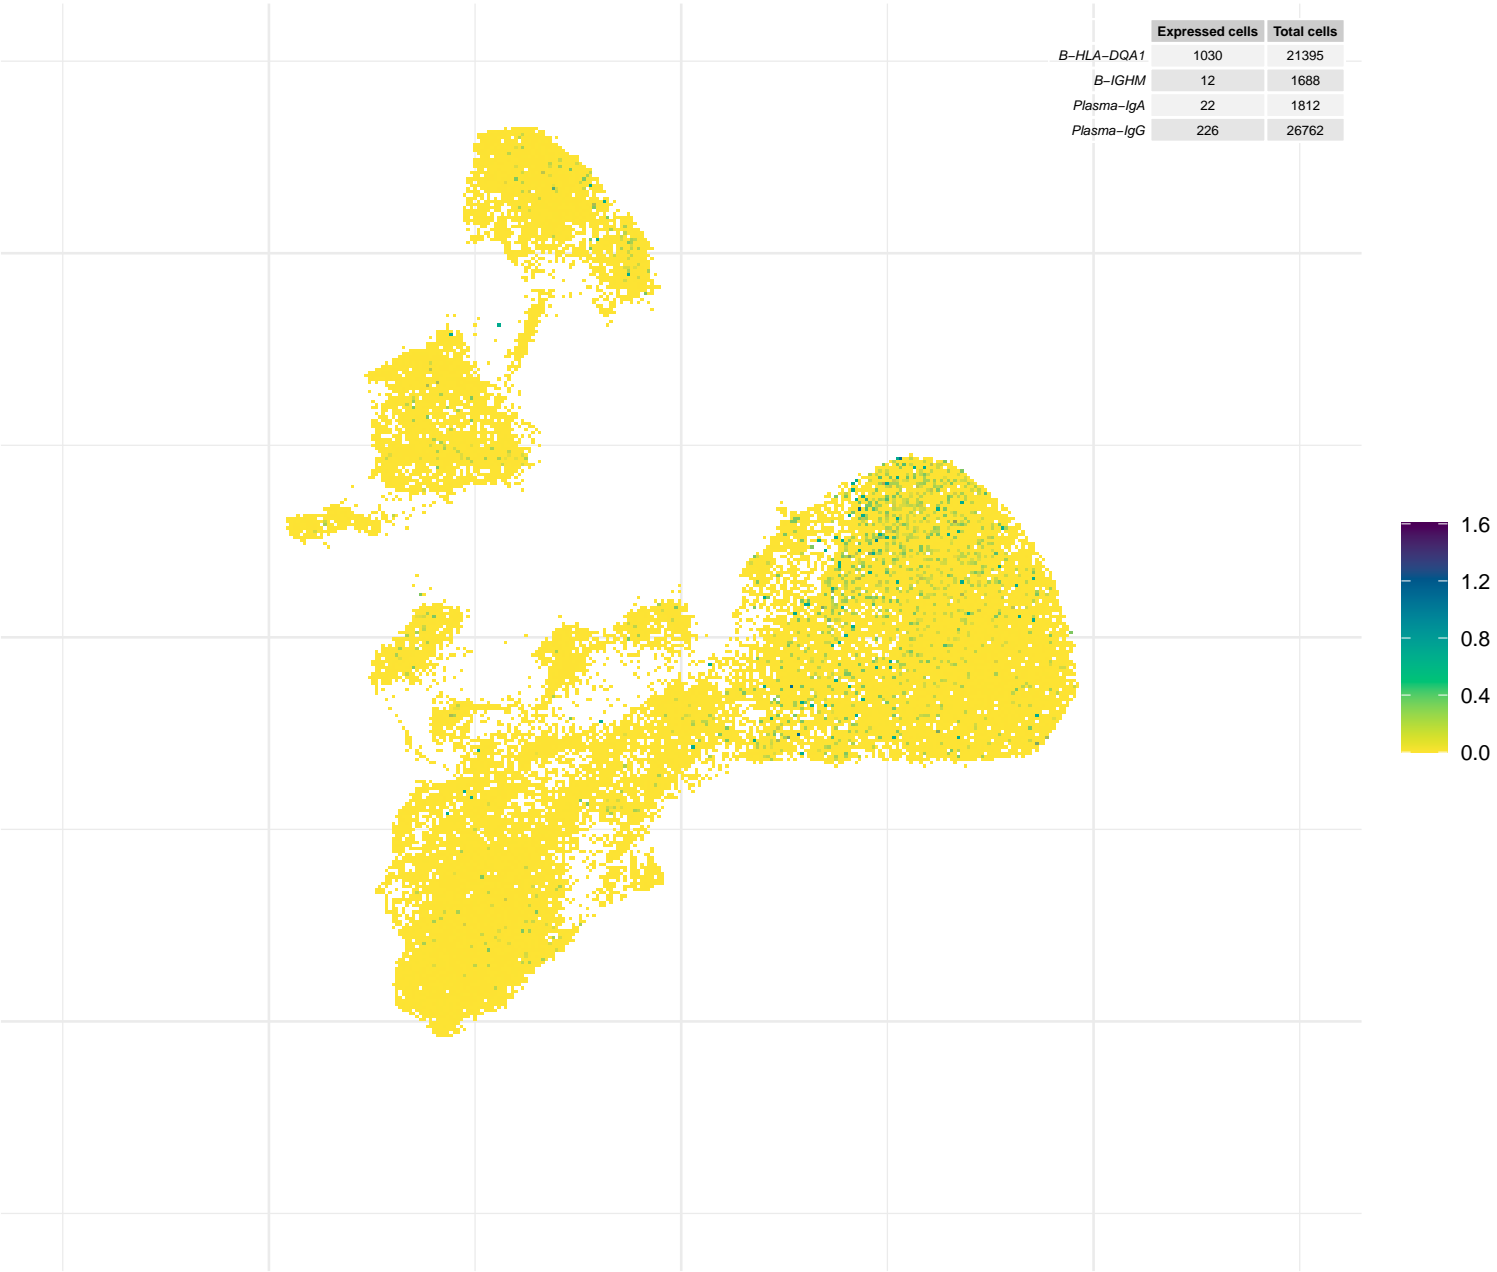 Expressed cells Total cells
B−HLA−DQA1 1030 21395
B−IGHM 12 1688
Plasma−IgA 22 1812
Plasma−IgG 226 26762
1.6
1.2
0.8
0.4
0.0